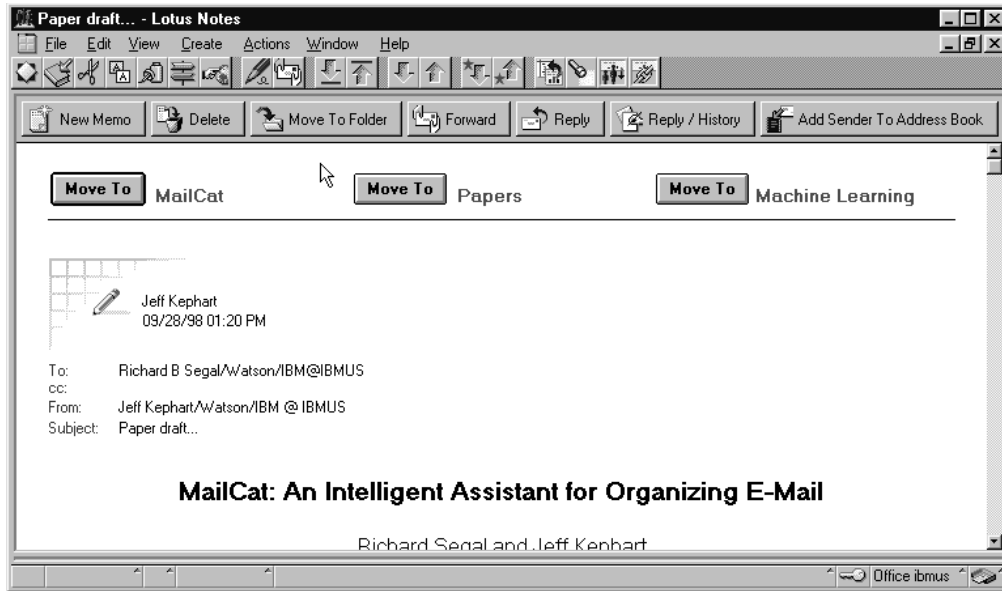 Paper draft... - Lotus Notes
File Edit View Create Actions Window Help
New Memo Delete Move To Folder Forward Reply Reply / History Add Sender To Address Book
Move To MailCat Move To Papers Move To Machine Learning
Jeff Kephart
09/28/98 01:20 PM
To: Richard B Segal/Watson/IBM@IBMUS
cc:
From: Jeff Kephart/Watson/IBM @ IBMUS
Subject: Paper draft...
MailCat: An Intelligent Assistant for Organizing E-Mail
Richard Segal and Jeff Kephart
Office ibmus